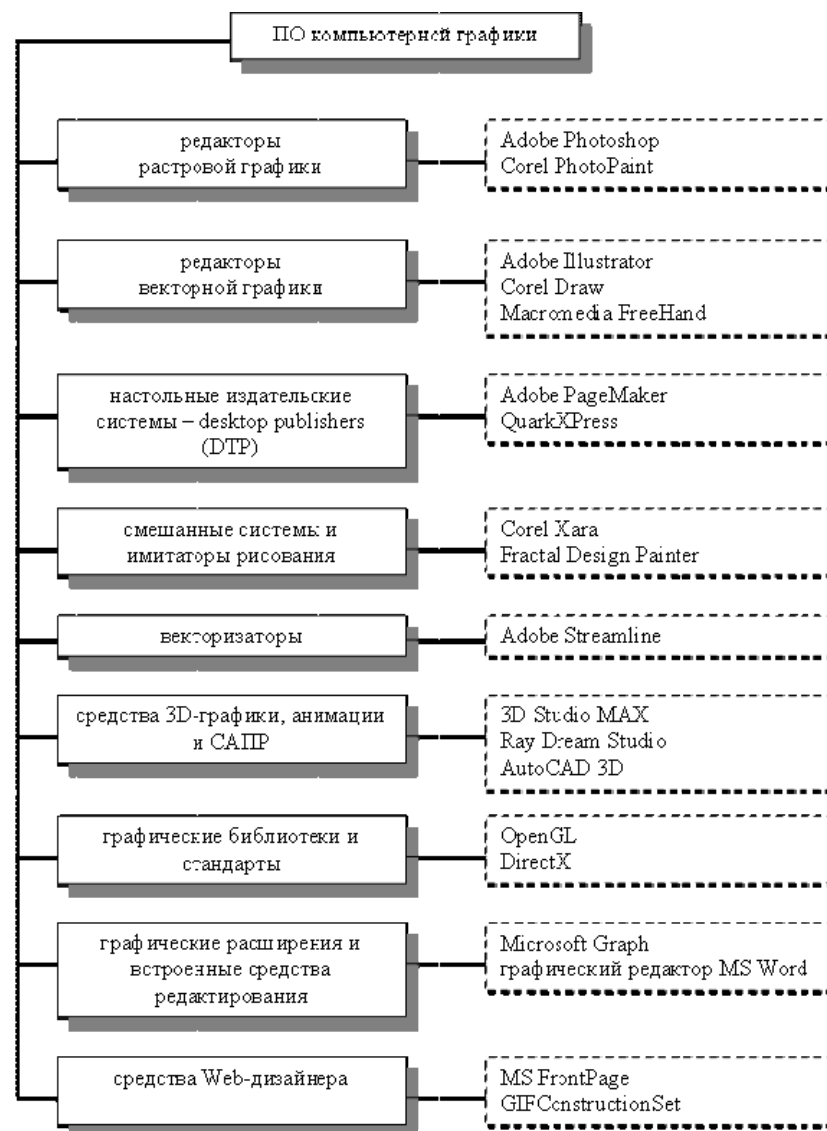 ПО компьютерной графики
редакторы
растровой графики
Adobe Photoshop
Corel PhotoPaint
редакторы
векторной графики
Adobe Illustrator
Corel Draw
Macromedia FreeHand
настольные издательские
системы – desktop publishers
(DTP)
Adobe PageMaker
QuarkXPress
смешанные системы и
имитаторы рисования
Corel Xara
Fractal Design Painter
векторизаторы
Adobe Streamline
средства 3D-графики, анимации
и САПР
3D Studio MAX
Ray Dream Studio
AutoCAD 3D
графические библиотеки и
стандарты
OpenGL
DirectX
графические расширения и
встроенные средства
редактирования
Microsoft Graph
графический редактор MS Word
средства Web-дизайнера
MS FrontPage
GIFConstructionSet